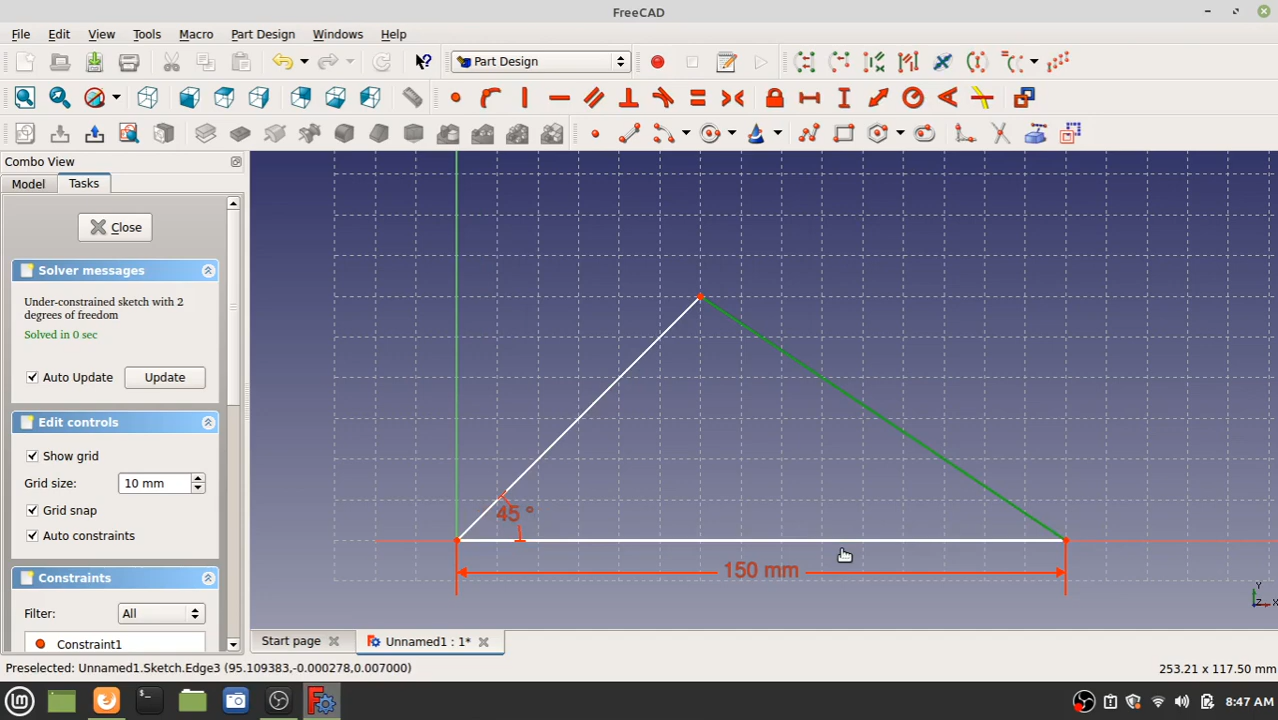 FreeCAD
File Edit View Tools Macro Part Design Windows Help
Part Design
Combo View
Model Tasks
Close
Solver messages
Under-constrained sketch with 2
degrees of freedom
Solved in 0 sec
Auto Update Update
Edit controls
Show grid
Grid size: 10 mm
Grid snap
Auto constraints
Constraints
Filter: All
Constraint1
45 °
150 mm
Y
Z X
Start page Unnamed1 : 1*
Preselected: Unnamed1.Sketch.Edge3 (95.109383,-0.000278,0.007000) 253.21 x 117.50 mm
8:47 AM